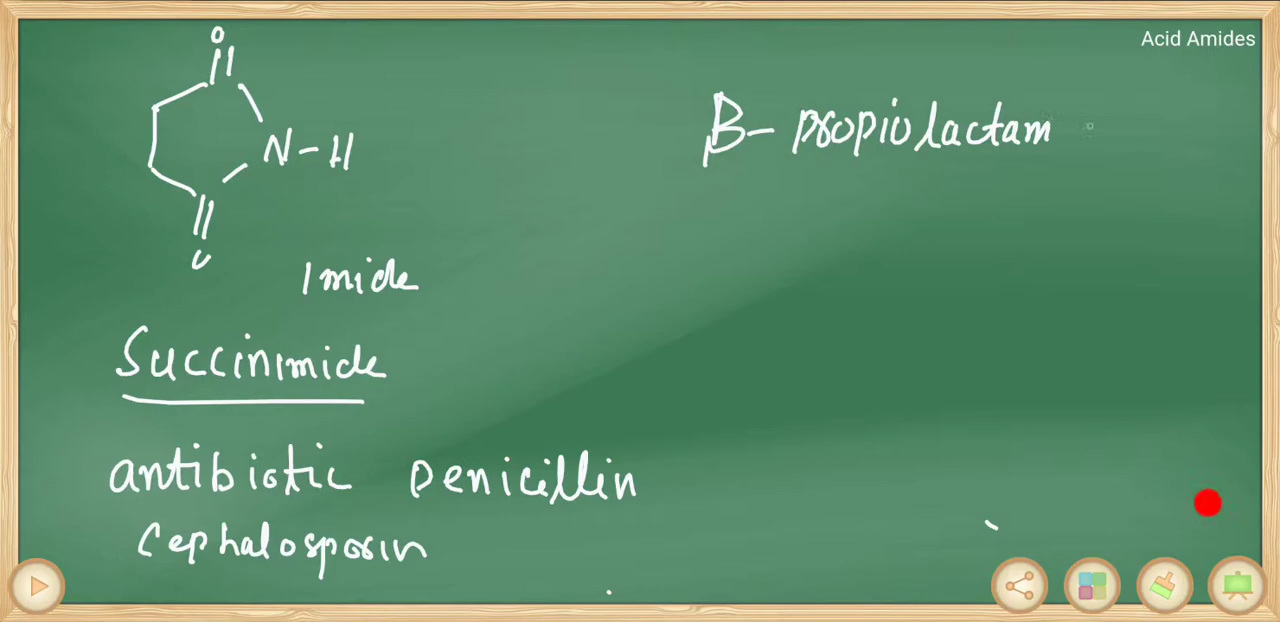 Acid Amides
O
N-H
O
Imide
Succinimide
antibiotic Penicillin
Cephalosporin
β- propiolactam